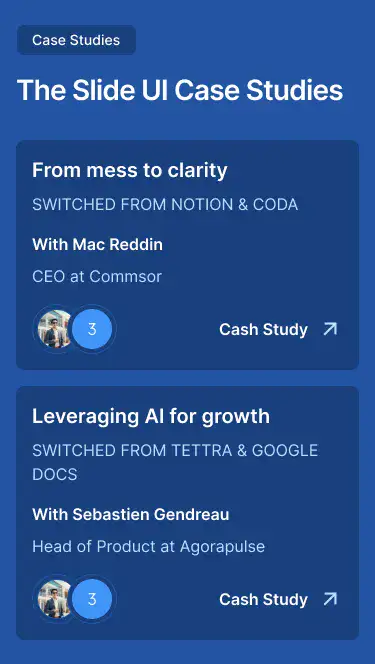 Case Studies
The Slide UI Case Studies
From mess to clarity
SWITCHED FROM NOTION & CODA
With Mac Reddin
CEO at Commsor
3
Cash Study
Leveraging AI for growth
SWITCHED FROM TETTRA & GOOGLE
DOCS
With Sebastien Gendreau
Head of Product at Agorapulse
3
Cash Study